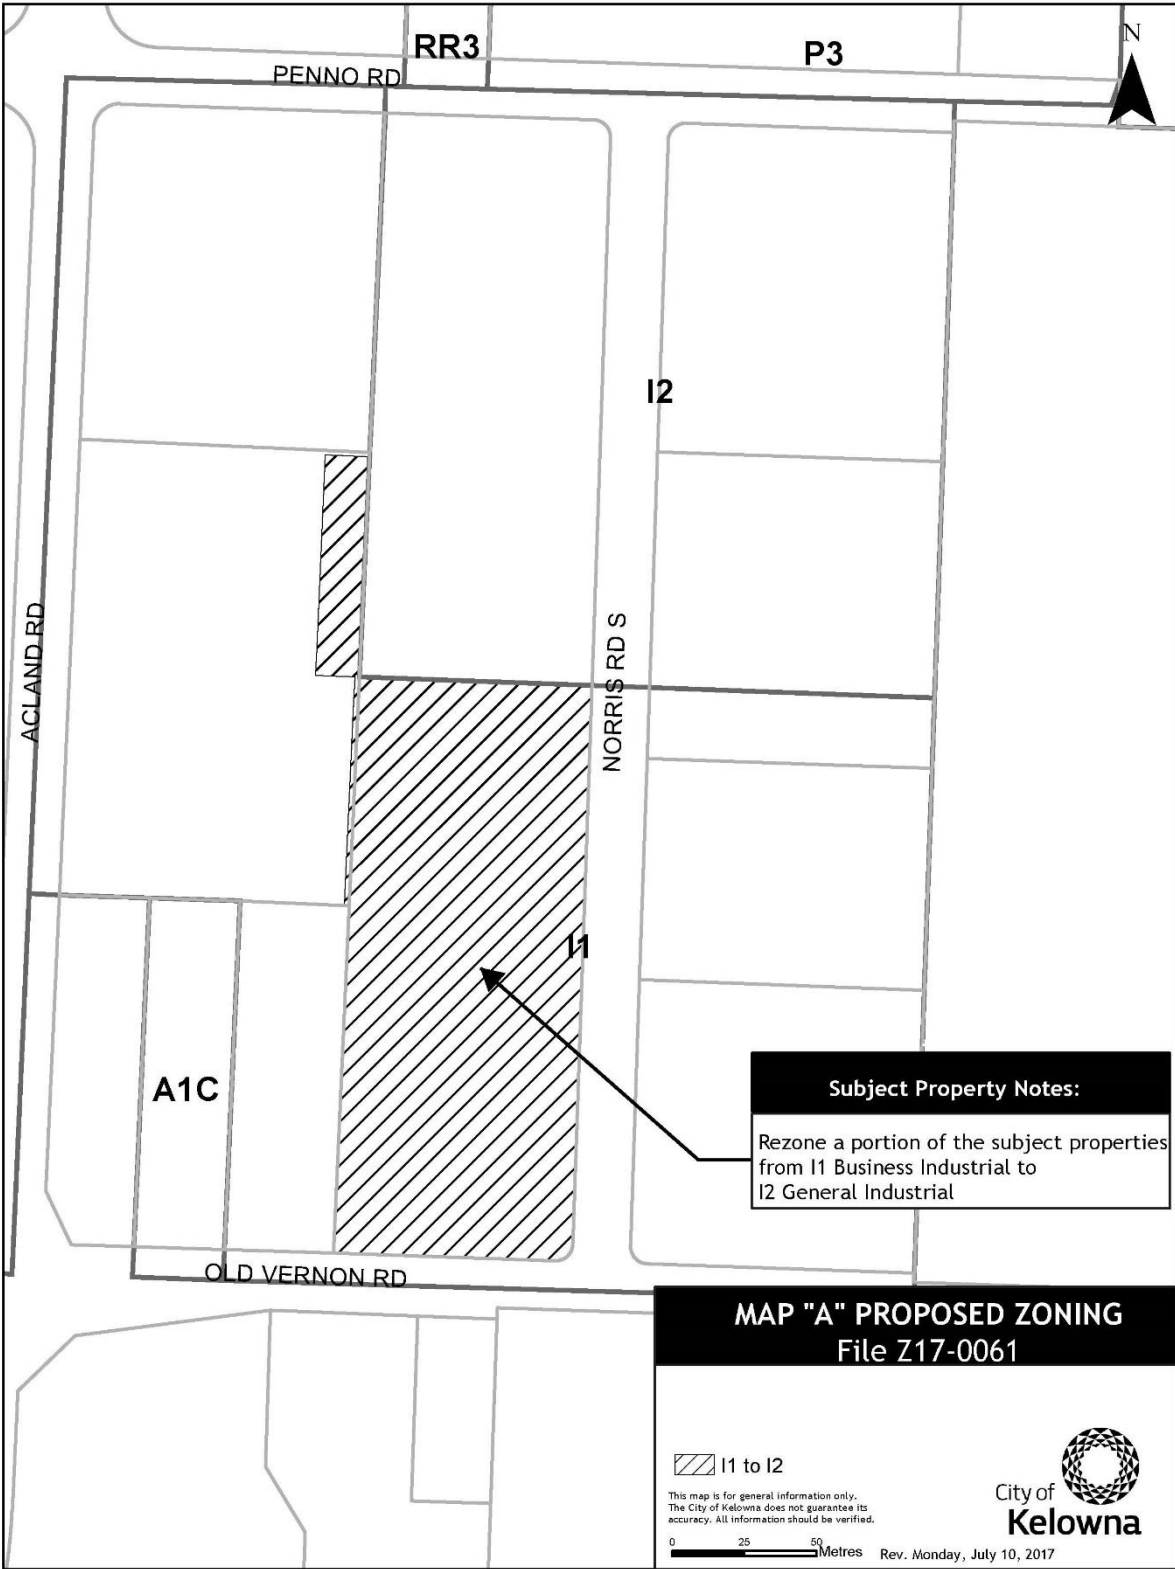 RR3
P3
N
PENNO RD
I2
ACLAND RD
NORRIS RD S
I1
A1C
Subject Property Notes:
Rezone a portion of the subject properties
from I1 Business Industrial to
I2 General Industrial
OLD VERNON RD
MAP "A" PROPOSED ZONING
File Z17-0061
I1 to I2
This map is for general information only.
The City of Kelowna does not guarantee its
accuracy. All information should be verified.
City of
Kelowna
0 25 50
Metres
Rev. Monday, July 10, 2017